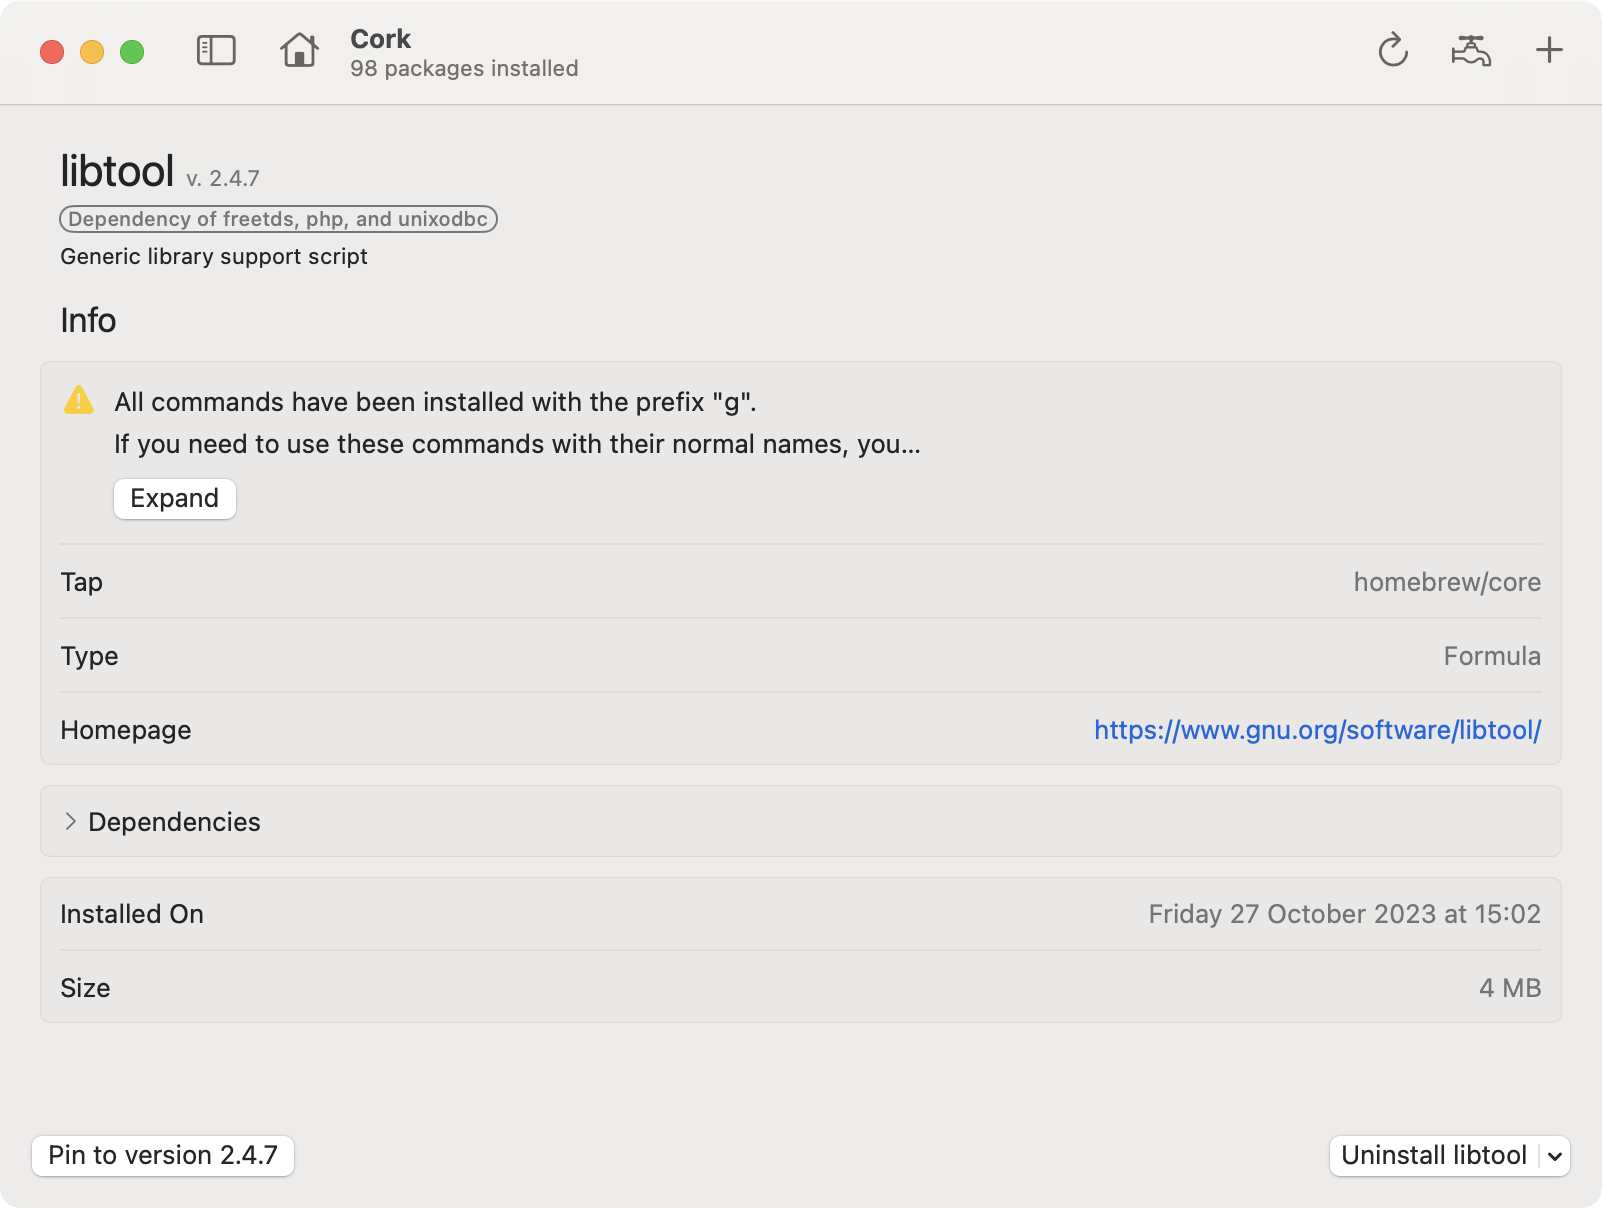 Cork
98 packages installed
libtool v. 2.4.7
Dependency of freetds, php, and unixodbc
Generic library support script
Info
All commands have been installed with the prefix "g".
If you need to use these commands with their normal names, you...
Expand
Tap homebrew/core
Type Formula
Homepage https://www.gnu.org/software/libtool/
Dependencies
Installed On Friday 27 October 2023 at 15:02
Size 4 MB
Pin to version 2.4.7 Uninstall libtool